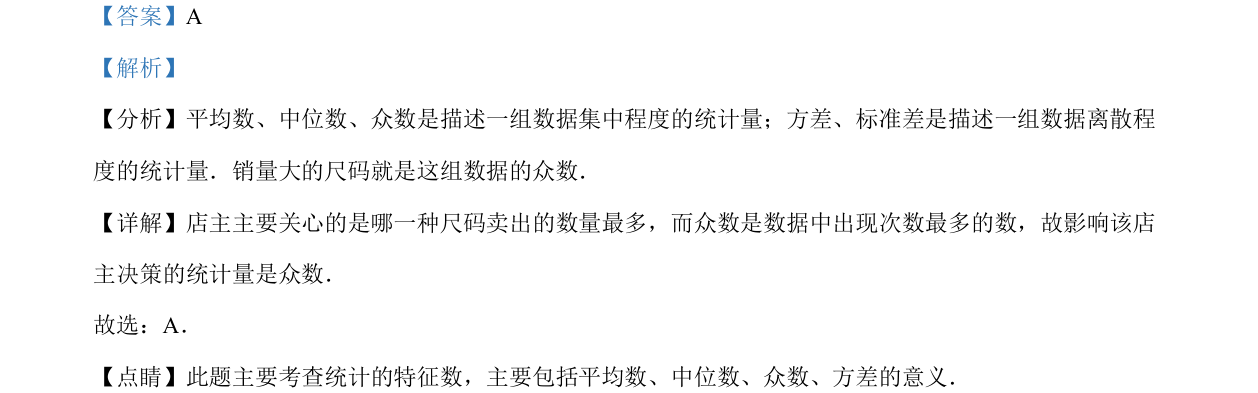 【答案】A
【解析】
【分析】平均数、中位数、众数是描述一组数据集中程度的统计量；方差、标准差是描述一组数据离散程
度的统计量．销量大的尺码就是这组数据的众数．
【详解】店主主要关心的是哪一种尺码卖出的数量最多，而众数是数据中出现次数最多的数，故影响该店
主决策的统计量是众数．
故选：A．
【点睛】此题主要考查统计的特征数，主要包括平均数、中位数、众数、方差的意义．